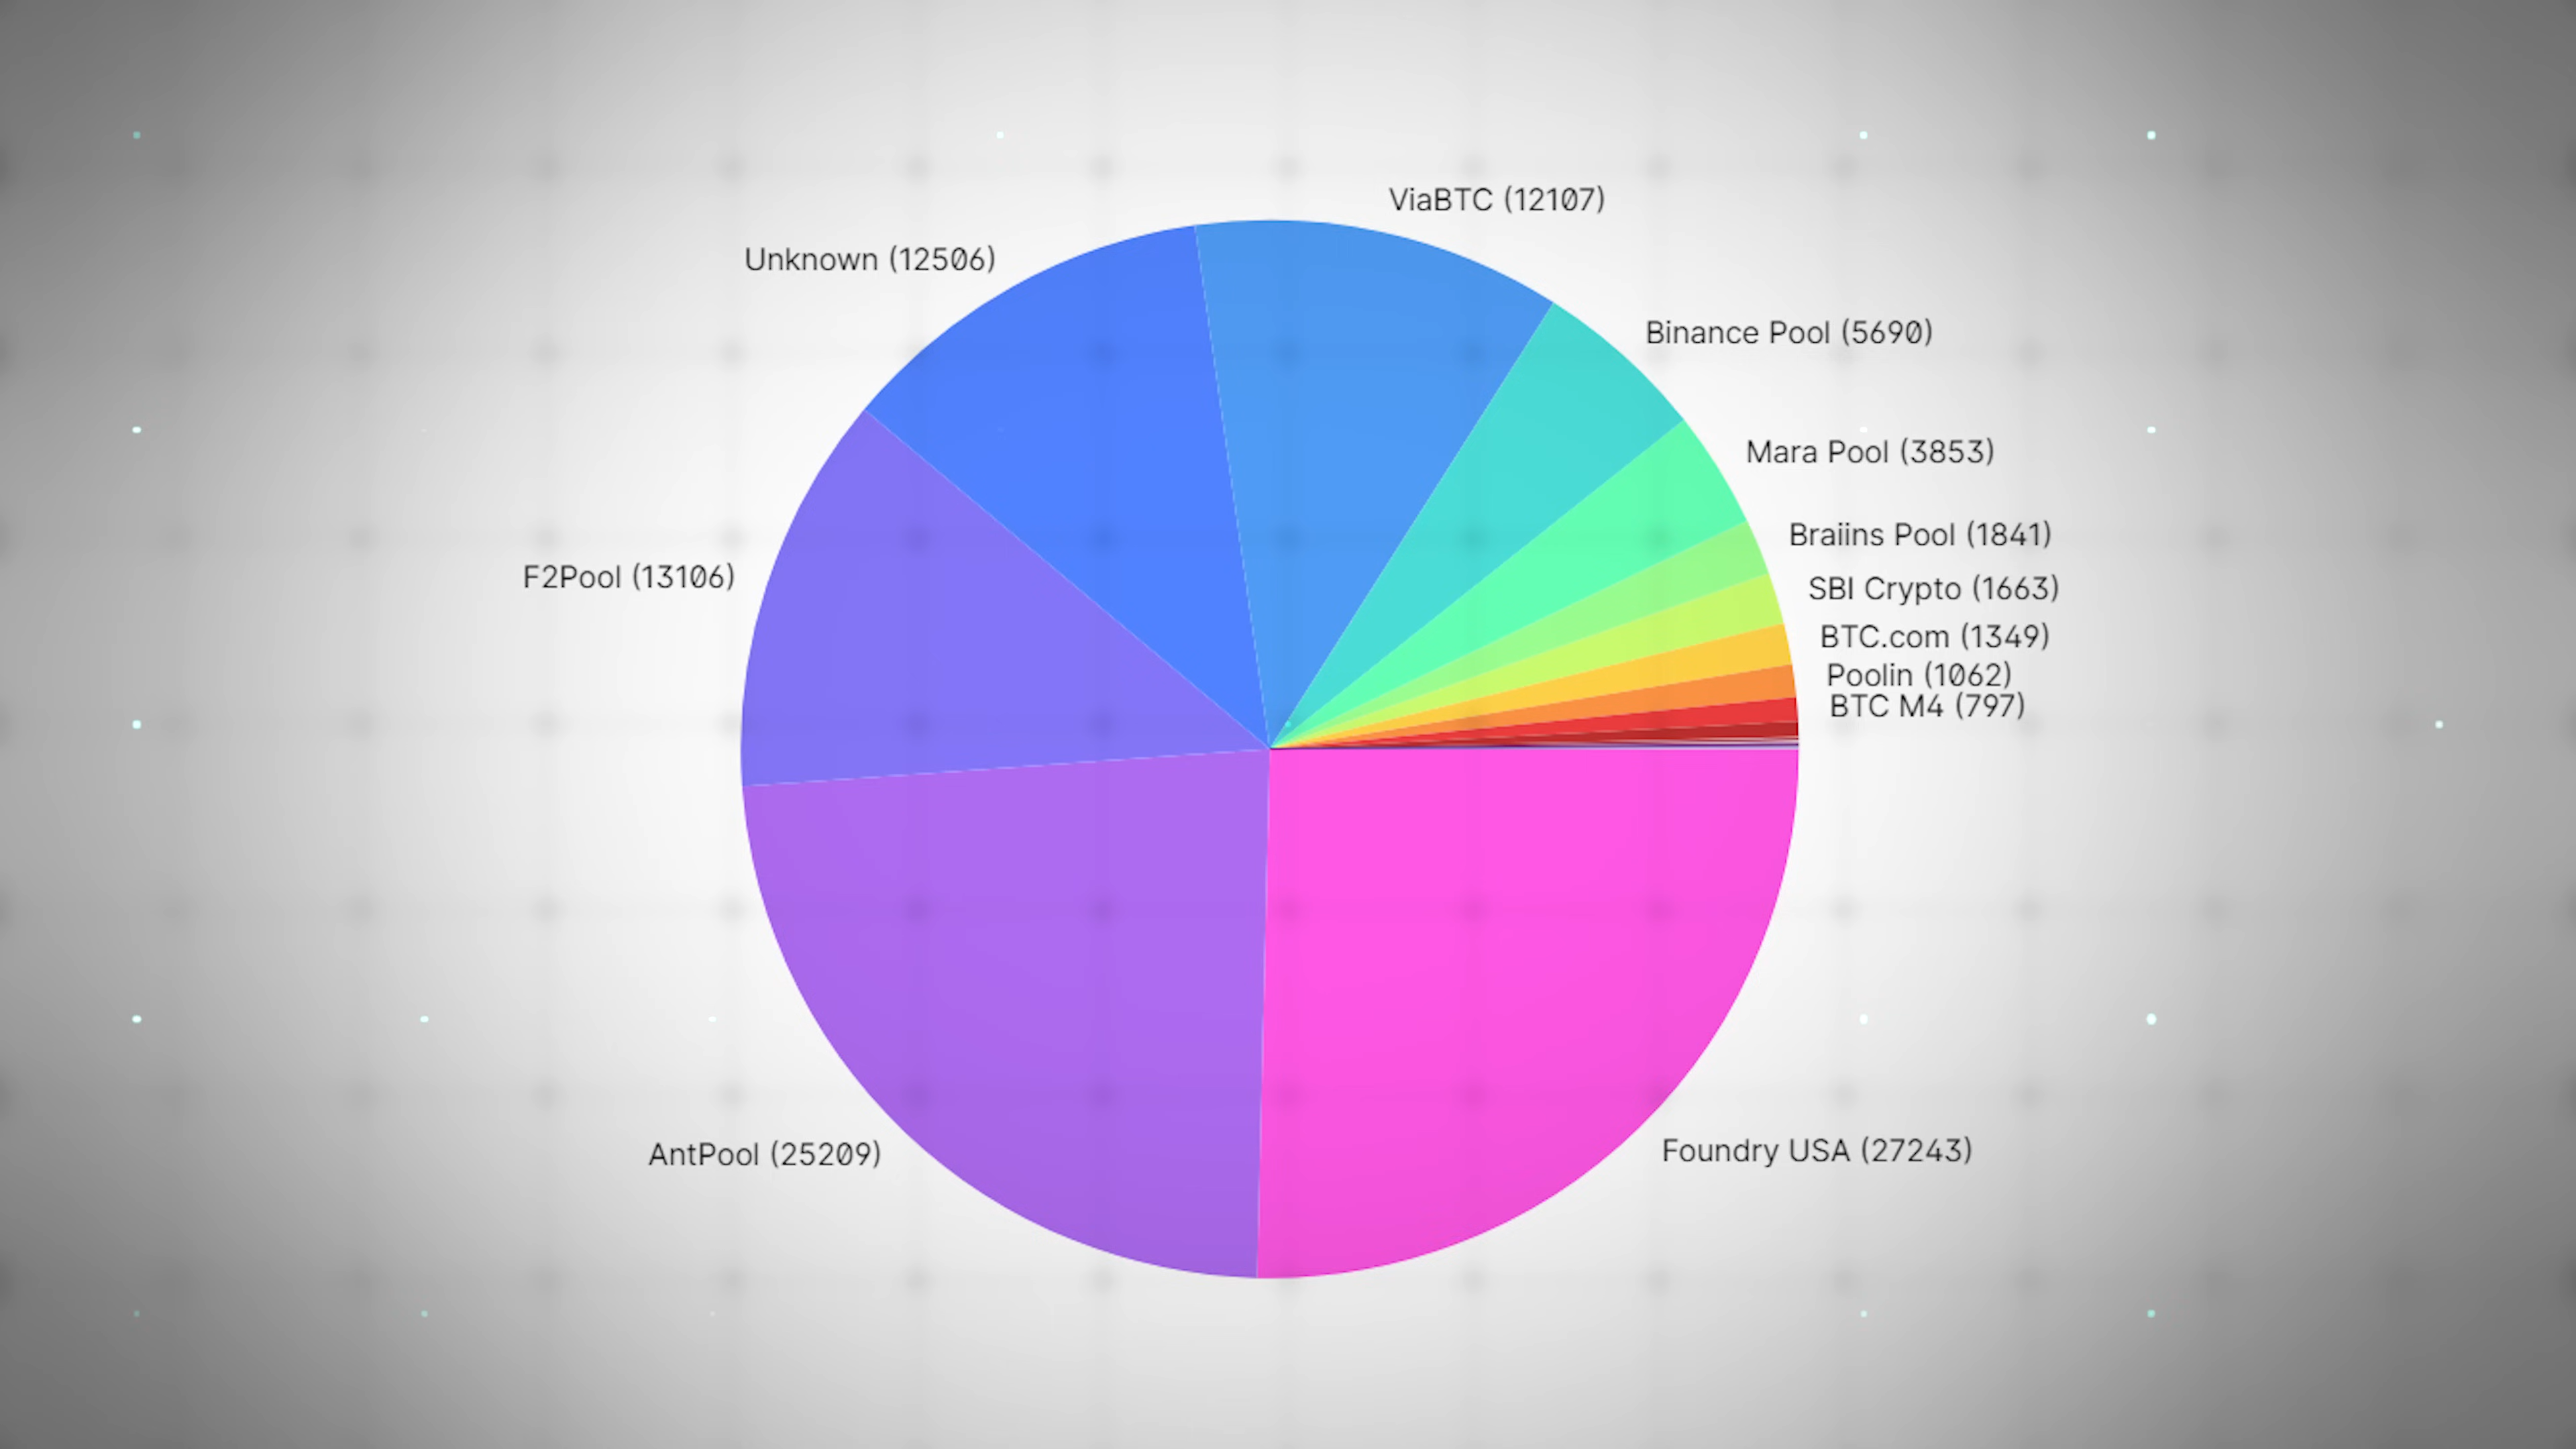 ViaBTC (12107)
Unknown (12506)
Binance Pool (5690)
Mara Pool (3853)
Braiins Pool (1841)
F2Pool (13106)
SBI Crypto (1663)
BTC.com (1349)
Poolin (1062)
BTC M4 (797)
Foundry USA (27243)
AntPool (25209)